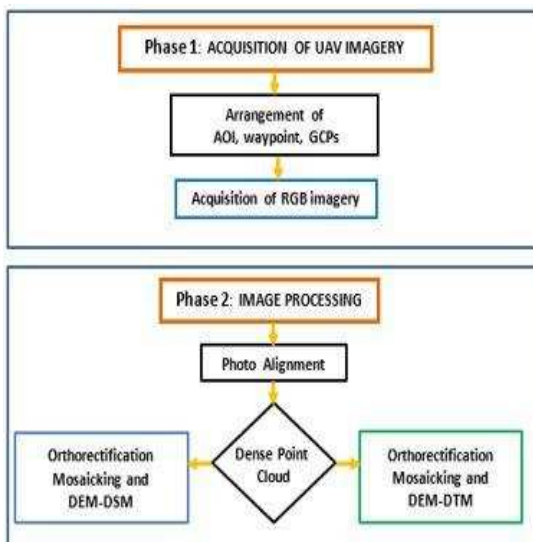 Phase 1: ACQUISITION OF UAV IMAGERY
Arrangement of
AOI, waypoint, GCPs
Acquisition of RGB imagery
Phase 2: IMAGE PROCESSING
Photo Alignment
Dense Point
Cloud
Orthorectification
Mosaicking and
DEM-DSM
Orthorectification
Mosaicking and
DEM-DTM